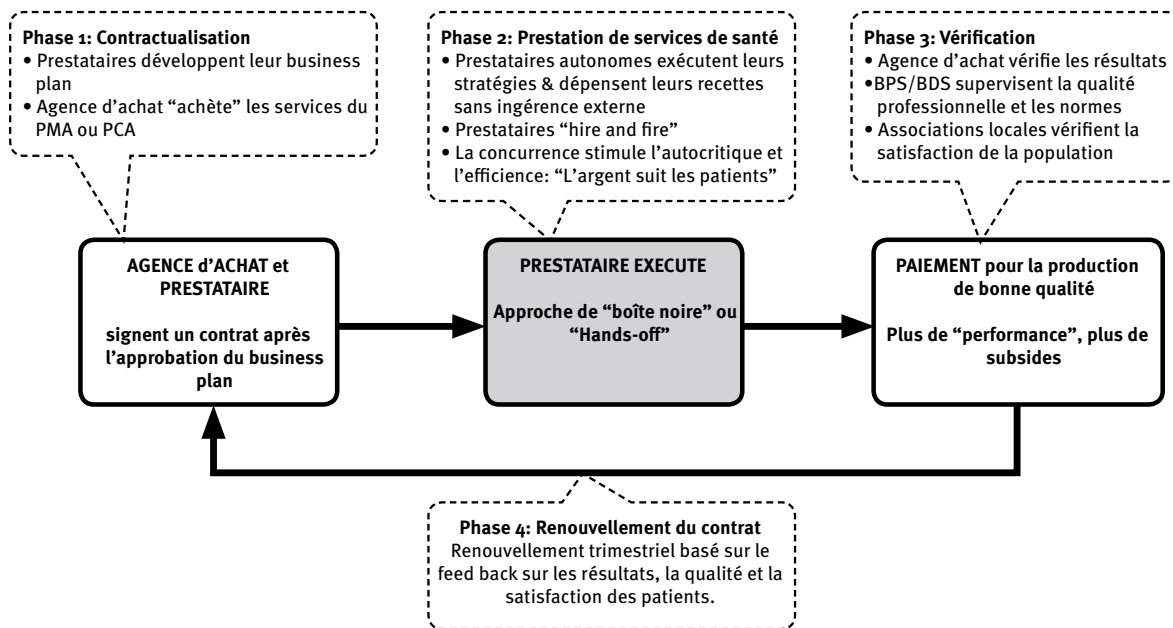 Phase 1: Contractualisation
• Prestataires développent leur business
plan
• Agence d'achat “achète” les services du
PMA ou PCA
Phase 2: Prestation de services de santé
• Prestataires autonomes exécutent leurs
stratégies & dépensent leurs recettes
sans ingérence externe
• Prestataires “hire and fire”
• La concurrence stimule l'autocritique et
l'efficience: “L'argent suit les patients”
Phase 3: Vérification
• Agence d'achat vérifie les résultats
•BPS/BDS supervisent la qualité
professionnelle et les normes
• Associations locales vérifient la
satisfaction de la population
AGENCE d'ACHAT et
PRESTATAIRE
signent un contrat après
l'approbation du business
plan
PRESTATAIRE EXECUTE
Approche de “boîte noire” ou
“Hands-off”
PAIEMENT pour la production
de bonne qualité
Plus de “performance”, plus de
subsides
Phase 4: Renouvellement du contrat
Renouvellement trimestriel basé sur le
feed back sur les résultats, la qualité et la
satisfaction des patients.